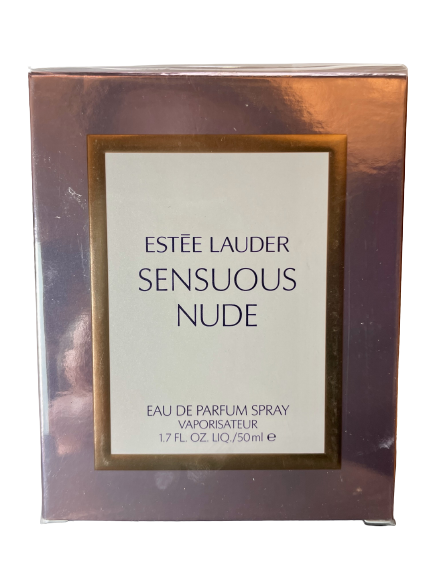 ESTĒE LAUDER
SENSUOUS
NUDE
EAU DE PARFUM SPRAY
VAPORISATEUR
1.7 FL. OZ. LIQ./50ml ℮